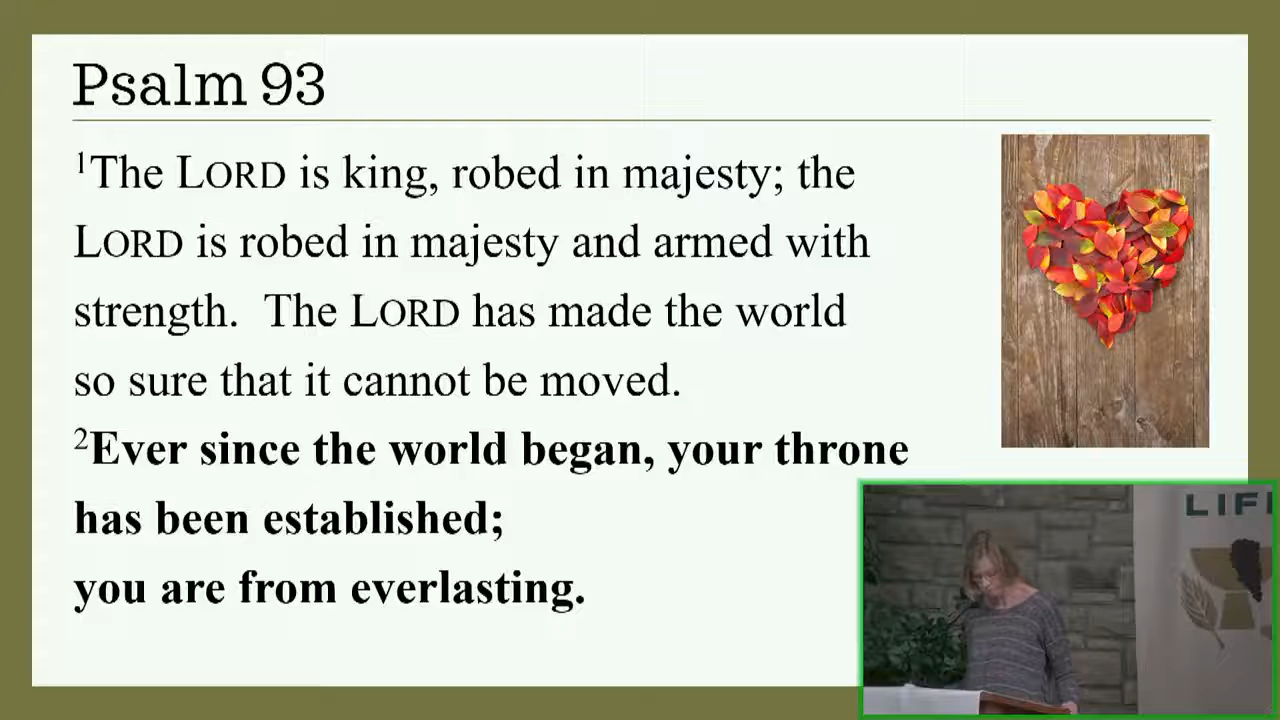 Psalm 93
¹The LORD is king, robed in majesty; the
LORD is robed in majesty and armed with
strength.  The LORD has made the world
so sure that it cannot be moved.
²Ever since the world began, your throne
has been established;
you are from everlasting.